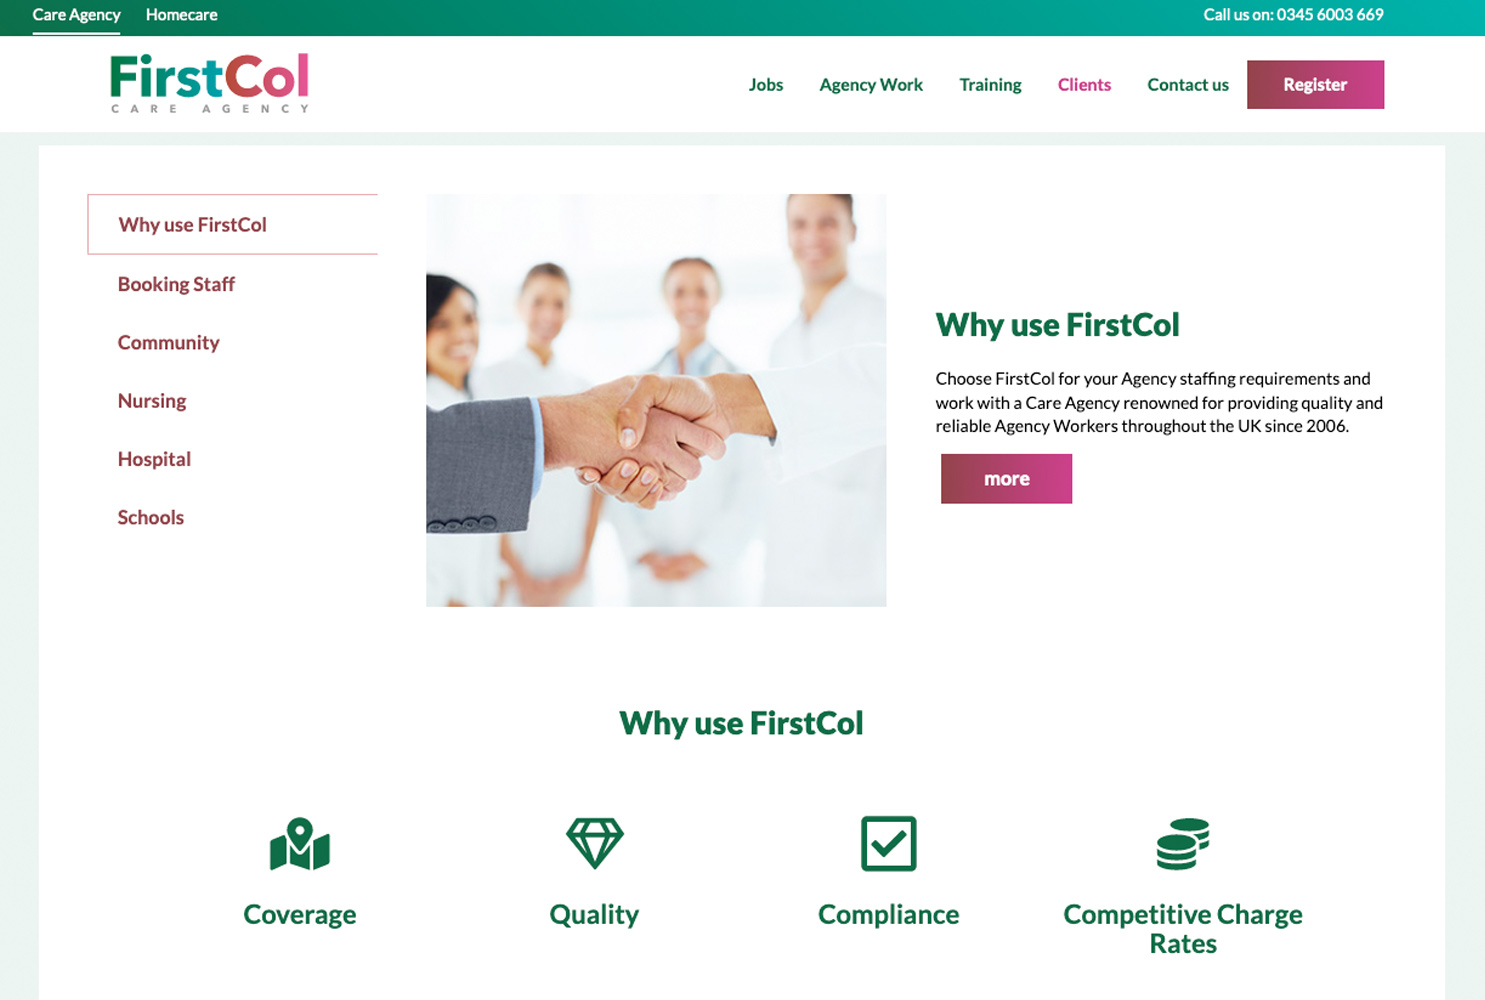 Care Agency Homecare Call us on: 0345 6003 669
FirstCol
CARE AGENCY
Jobs Agency Work Training Clients Contact us Register
Why use FirstCol
Booking Staff
Community
Nursing
Hospital
Schools
Why use FirstCol
Choose FirstCol for your Agency staffing requirements and
work with a Care Agency renowned for providing quality and
reliable Agency Workers throughout the UK since 2006.
more
Why use FirstCol
Coverage
Quality
Compliance
Competitive Charge
Rates